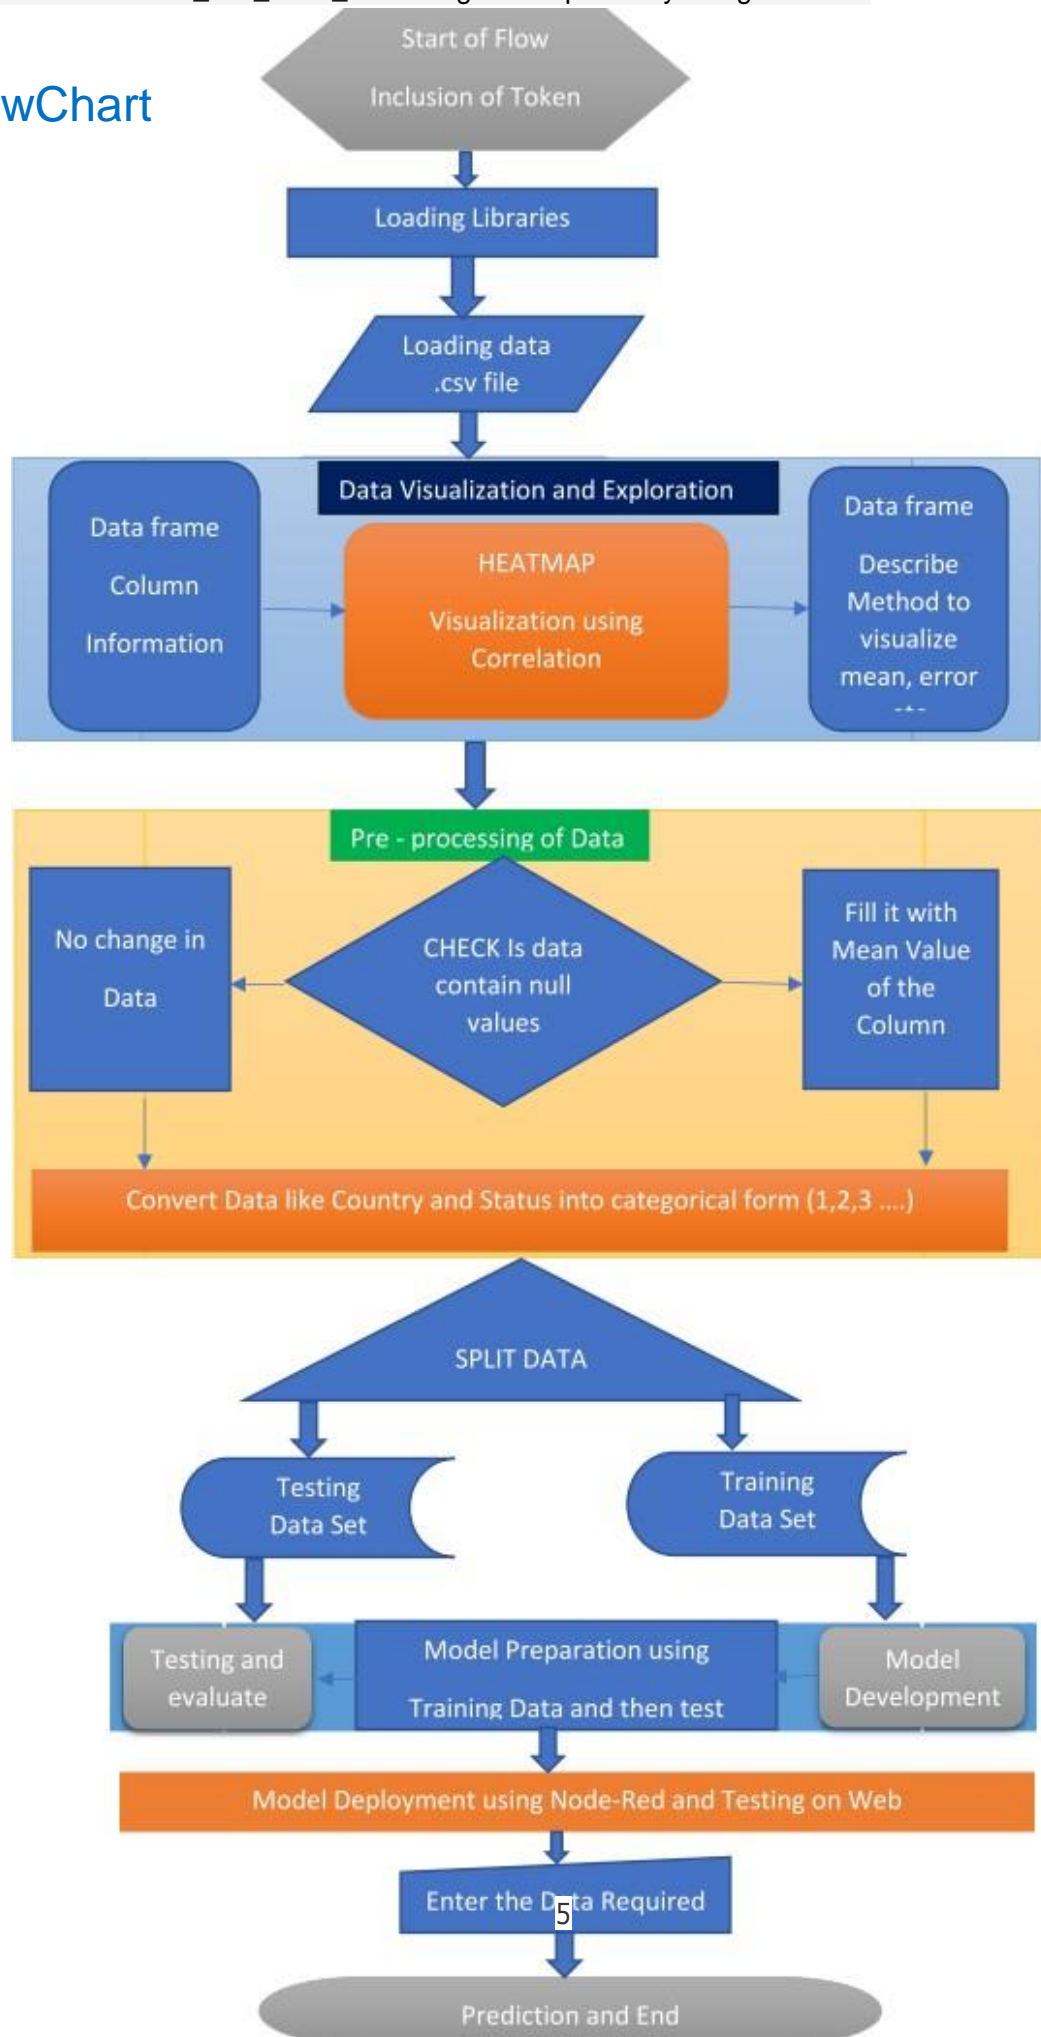 Start of Flow
wChart
Inclusion of Token
Loading Libraries
Loading data
.csv file
Data Visualization and Exploration
Data frame
Column
Information
HEATMAP
Visualization using
Correlation
Data frame
Describe
Method to
visualize
mean, error
Pre - processing of Data
No change in
Data
CHECK Is data
contain null
values
Fill it with
Mean Value
of the
Column
Convert Data like Country and Status into categorical form (1,2,3 ....)
SPLIT DATA
Testing
Data Set
Training
Data Set
Testing and
evaluate
Model Preparation using
Training Data and then test
Model
Development
Model Deployment using Node-Red and Testing on Web
Enter the Data Required
5
Prediction and End